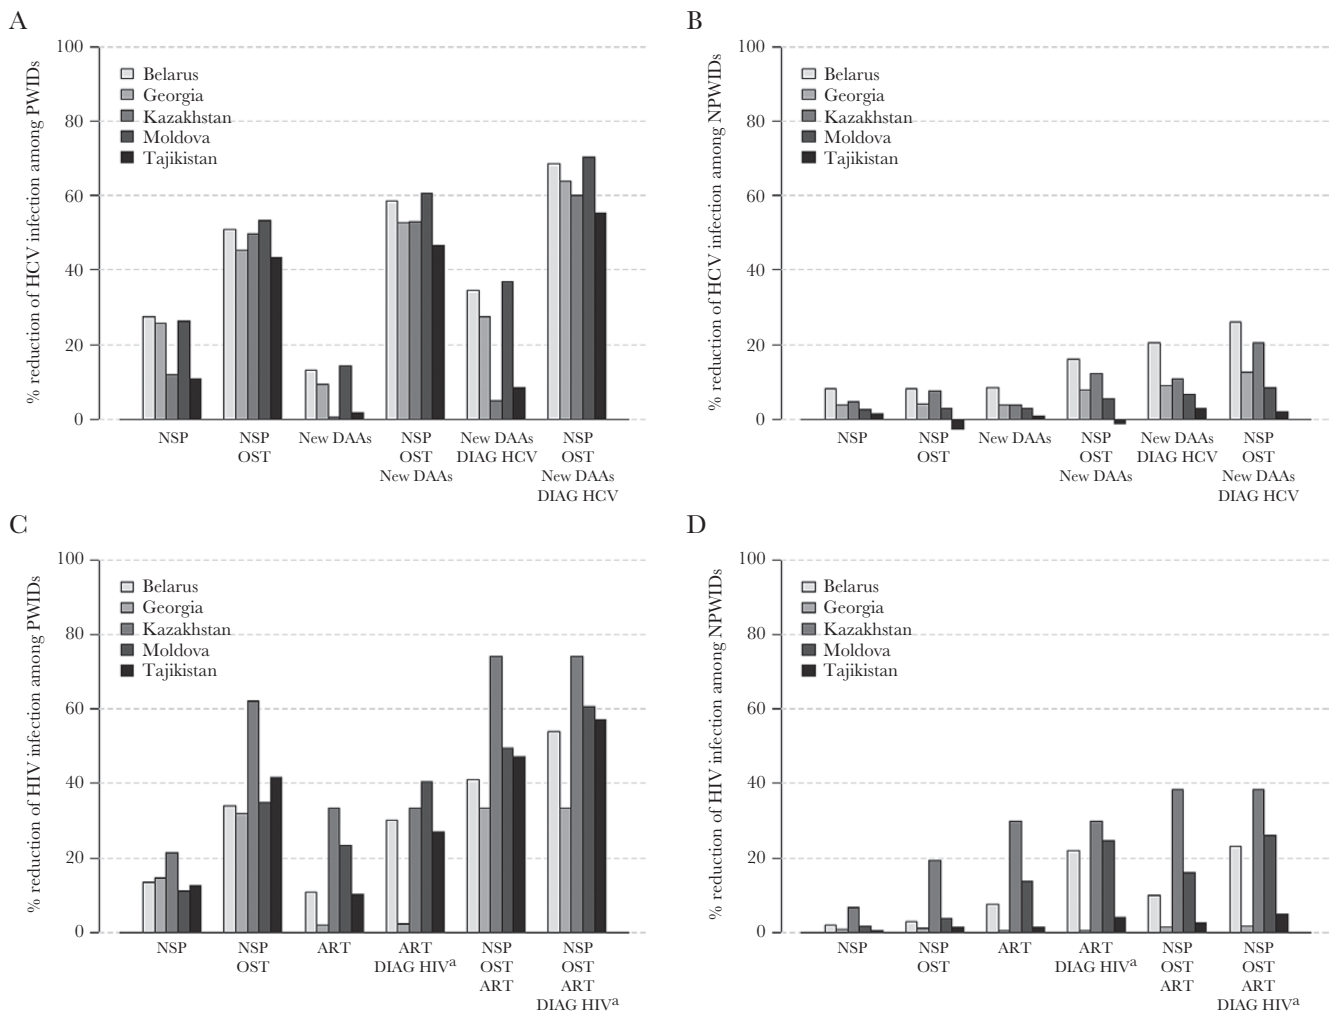 A
% reduction of HCV infection among PWIDs
100
80
60
40
20
0
Belarus
Georgia
Kazakhstan
Moldova
Tajikistan
NSP
NSP
OST
New DAAs
NSP
OST
New DAAs
New DAAs
DIAG HCV
NSP
OST
New DAAs
DIAG HCV
B
% reduction of HCV infection among NPWIDs
100
80
60
40
20
0
Belarus
Georgia
Kazakhstan
Moldova
Tajikistan
NSP
NSP
OST
New DAAs
NSP
OST
New DAAs
New DAAs
DIAG HCV
NSP
OST
New DAAs
DIAG HCV
C
% reduction of HIV infection among PWIDs
100
80
60
40
20
0
Belarus
Georgia
Kazakhstan
Moldova
Tajikistan
NSP
NSP
OST
ART
ART
DIAG HIVa
NSP
OST
ART
NSP
OST
ART
DIAG HIVa
D
% reduction of HIV infection among NPWIDs
100
80
60
40
20
0
Belarus
Georgia
Kazakhstan
Moldova
Tajikistan
NSP
NSP
OST
ART
ART
DIAG HIVa
NSP
OST
ART
NSP
OST
ART
DIAG HIVa